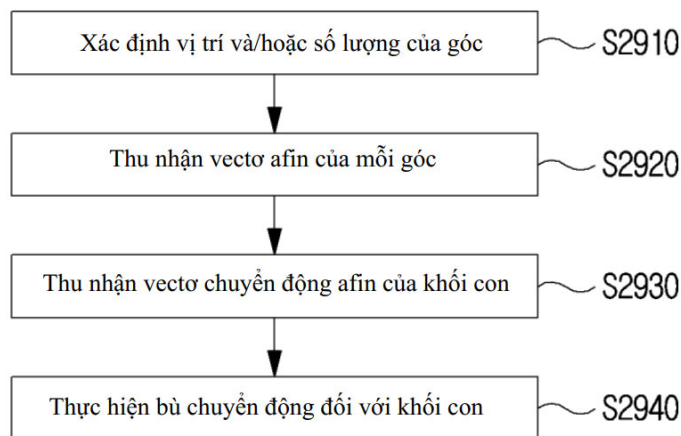 Xác định vị trí và/hoặc số lượng của góc
S2910
Thu nhận vectơ afin của mỗi góc
S2920
Thu nhận vectơ chuyển động afin của khối con
S2930
Thực hiện bù chuyển động đối với khối con
S2940